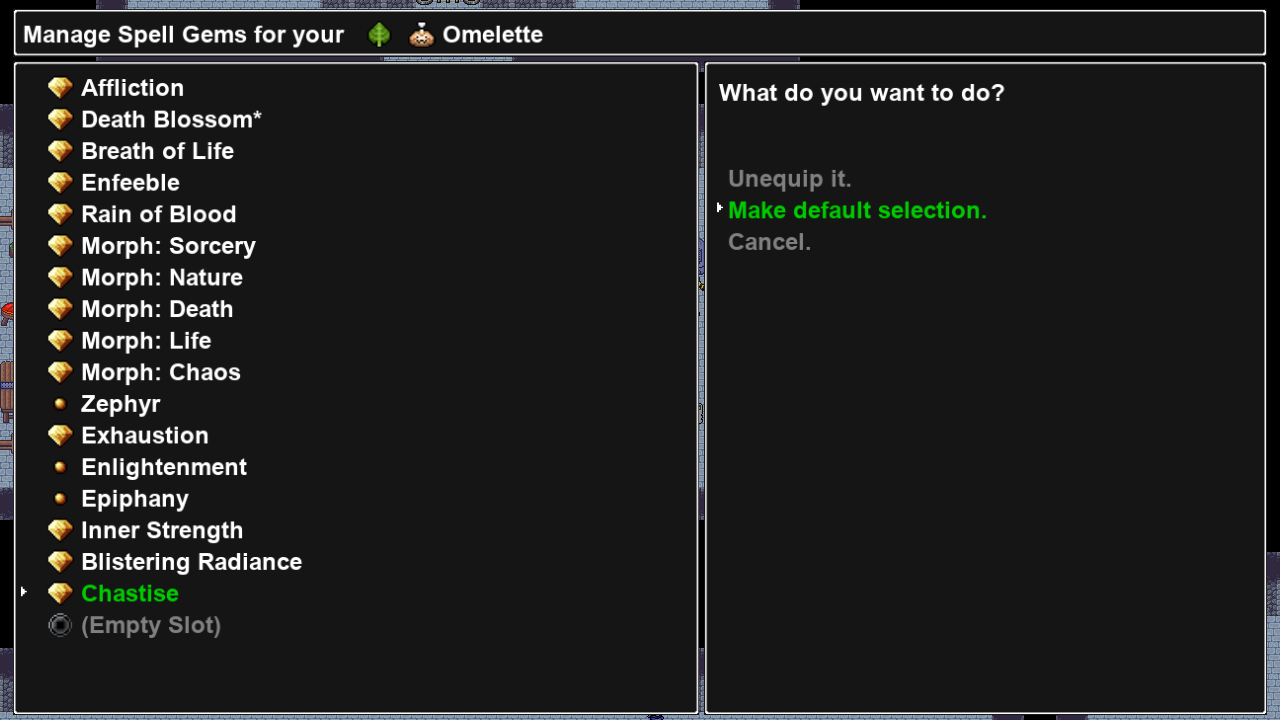 Manage Spell Gems for your Omelette
Affliction
Death Blossom*
Breath of Life
Enfeeble
Rain of Blood
Morph: Sorcery
Morph: Nature
Morph: Death
Morph: Life
Morph: Chaos
Zephyr
Exhaustion
Enlightenment
Epiphany
Inner Strength
Blistering Radiance
Chastise
(Empty Slot)
What do you want to do?
Unequip it.
Make default selection.
Cancel.